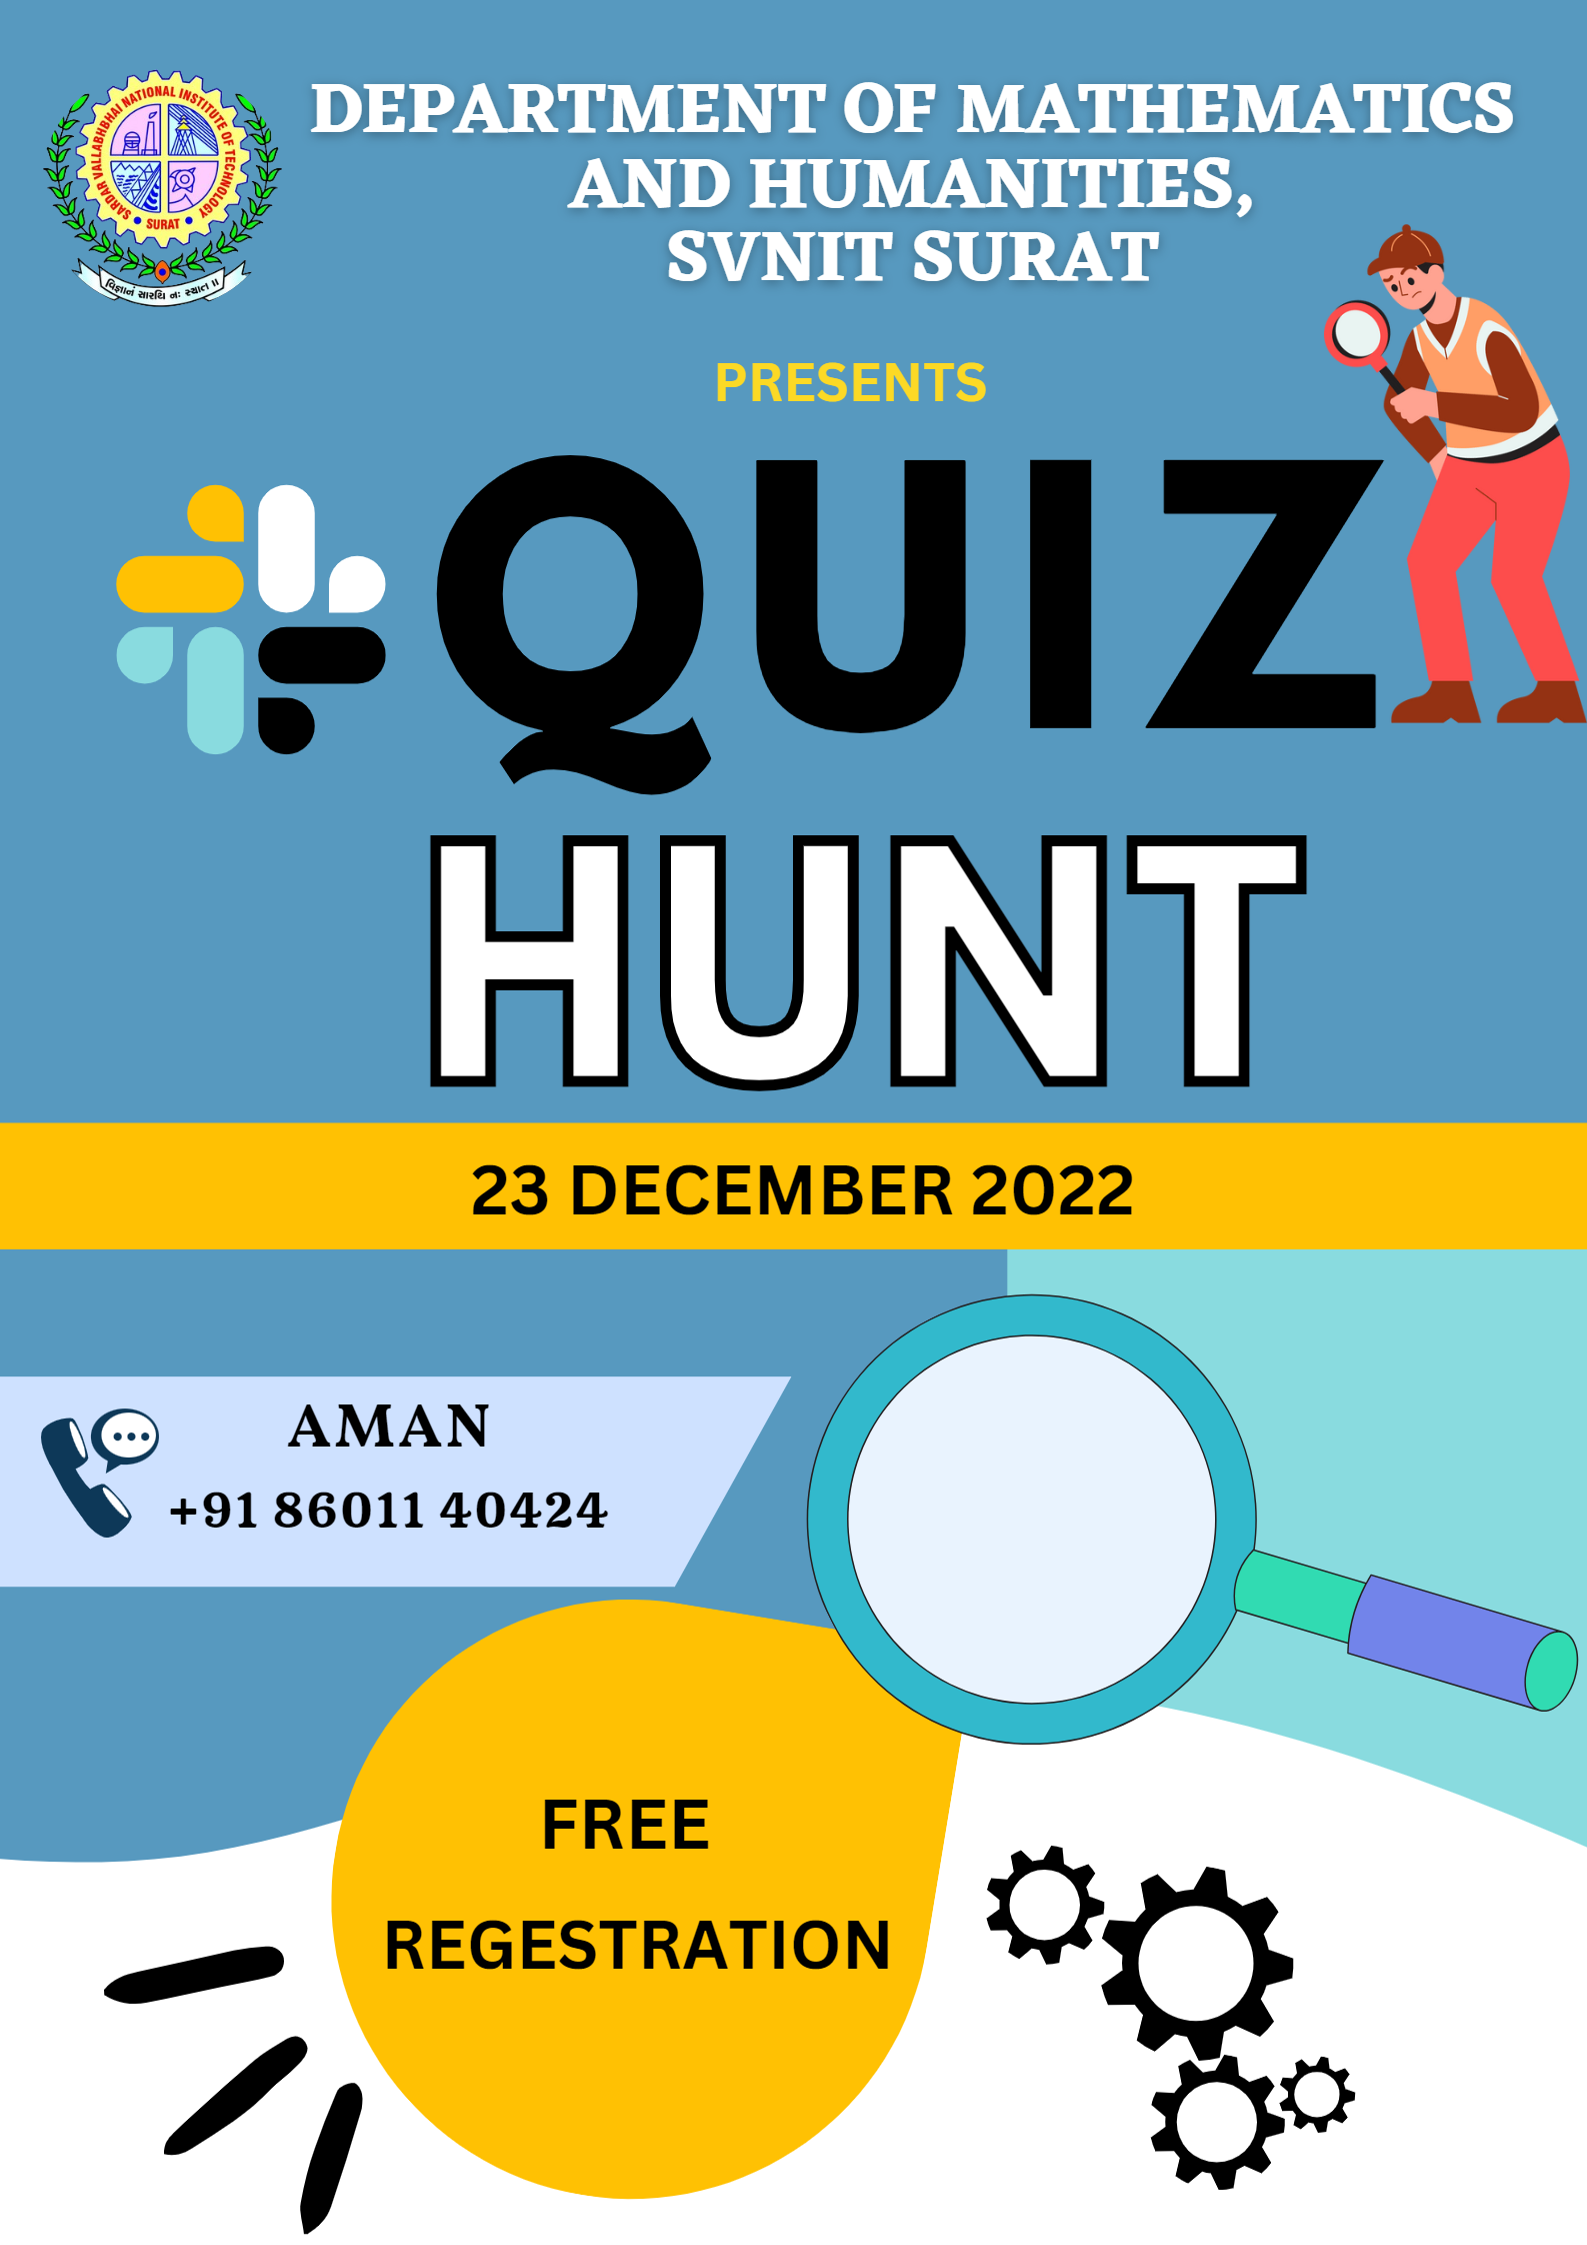 SARDAR VALLABHBHAI NATIONAL INSTITUTE OF TECHNOLOGY
• SURAT •
વિજ્ઞાનં સારથિ નઃ સ્યાત ॥
DEPARTMENT OF MATHEMATICS
AND HUMANITIES,
SVNIT SURAT
PRESENTS
QUIZ
HUNT
23 DECEMBER 2022
AMAN
+91 86011 40424
FREE
REGESTRATION